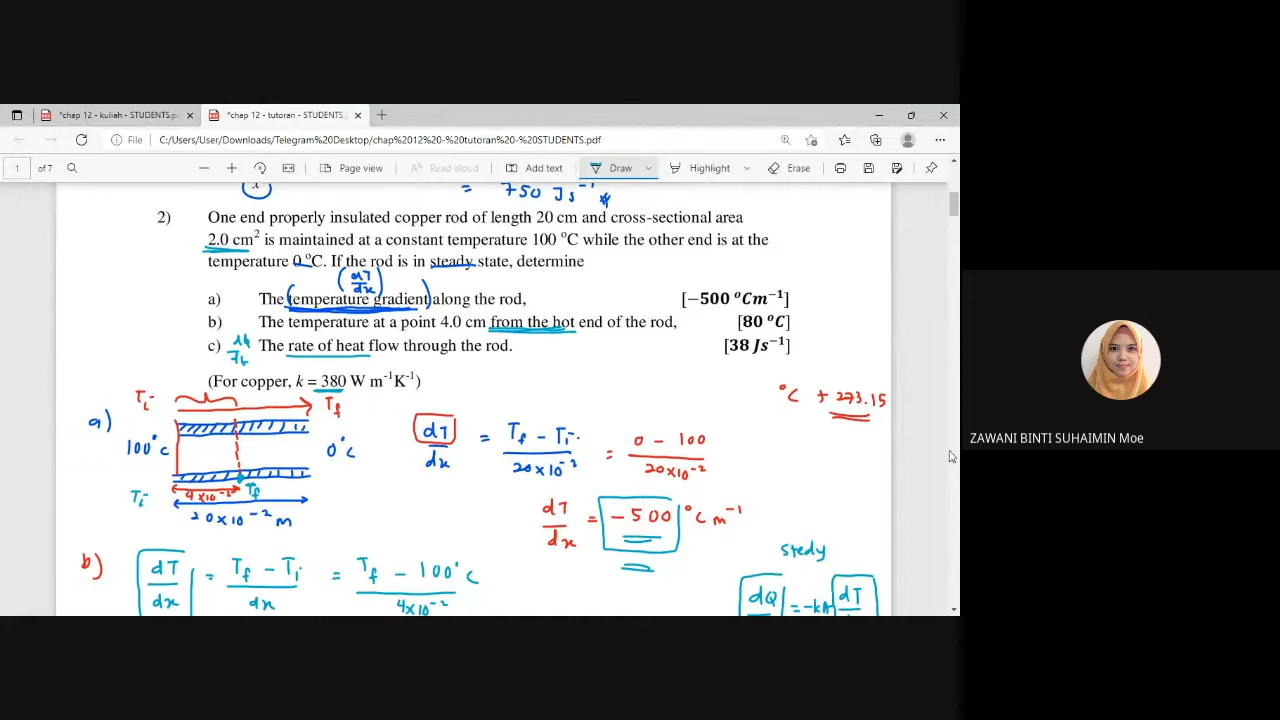 *chap 12 - kuliah - STUDENTS.p
*chap 12 - tutoran - STUDENTS.pdf
File C:/Users/User/Downloads/Telegram%20Desktop/chap%2012%20-%20tutoran%20-%20STUDENTS.pdf
1 of 7 Page view Read aloud Add text Draw Highlight Erase
= 750 Js⁻¹
2) One end properly insulated copper rod of length 20 cm and cross-sectional area
2.0 cm² is maintained at a constant temperature 100 °C while the other end is at the
temperature 0 °C. If the rod is in steady state, determine
(dT/dx)
a) The temperature gradient along the rod, [−500 °Cm⁻¹]
b) The temperature at a point 4.0 cm from the hot end of the rod, [80 °C]
c) The rate of heat flow through the rod. [38 Js⁻¹]
(For copper, k = 380 W m⁻¹K⁻¹)
°C + 273.15
a) Ti Tf
100°C 0°C
Ti 4×10⁻² Tf
20×10⁻² m
dT/dx = Tf − Ti / 20×10⁻² = 0 − 100 / 20×10⁻²
dT/dx = −500 °C m⁻¹
stedy
b) dT/dx = Tf − Ti / dx = Tf − 100°C / 4×10⁻²
dQ = −kA dT
ZAWANI BINTI SUHAIMIN Moe